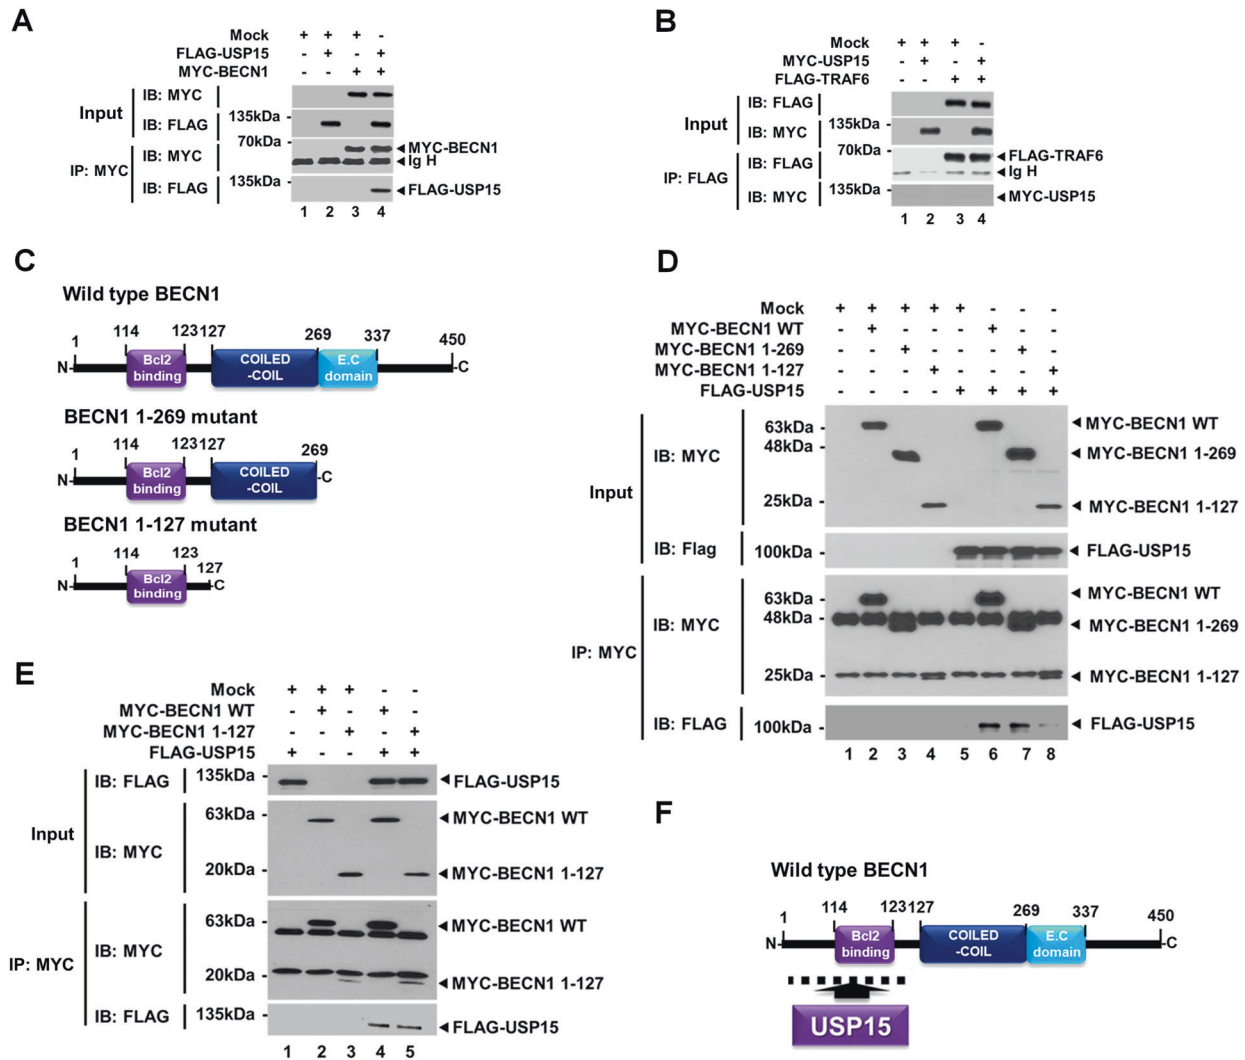 A
Mock + + + -
FLAG-USP15 - + - +
MYC-BECN1 - - + +
Input
IB: MYC
IB: FLAG
135kDa -
IP: MYC
IB: MYC
70kDa -
MYC-BECN1
Ig H
IB: FLAG
135kDa -
FLAG-USP15
1 2 3 4
B
Mock + + + -
MYC-USP15 - + - +
FLAG-TRAF6 - - + +
Input
IB: FLAG
IB: MYC
135kDa -
IP: FLAG
IB: FLAG
70kDa -
FLAG-TRAF6
Ig H
IB: MYC
135kDa -
MYC-USP15
1 2 3 4
C
Wild type BECN1
1 114 123 127 269 337 450
N- Bcl2 binding COILED -COIL E.C domain -C
BECN1 1-269 mutant
1 114 123 127 269
N- Bcl2 binding COILED -COIL -C
BECN1 1-127 mutant
1 114 123 127
N- Bcl2 binding -C
D
Mock + + + + + - - -
MYC-BECN1 WT - + - - - + - -
MYC-BECN1 1-269 - - + - - - + -
MYC-BECN1 1-127 - - - + - - - +
FLAG-USP15 - - - - + + + +
Input
IB: MYC
63kDa -
48kDa -
25kDa -
MYC-BECN1 WT
MYC-BECN1 1-269
MYC-BECN1 1-127
IB: Flag
100kDa -
FLAG-USP15
IP: MYC
IB: MYC
63kDa -
48kDa -
25kDa -
MYC-BECN1 WT
MYC-BECN1 1-269
MYC-BECN1 1-127
IB: FLAG
100kDa -
FLAG-USP15
1 2 3 4 5 6 7 8
E
Mock + + + - -
MYC-BECN1 WT - + - + -
MYC-BECN1 1-127 - - + - +
FLAG-USP15 + - - + +
Input
IB: FLAG
135kDa -
FLAG-USP15
IB: MYC
63kDa -
20kDa -
MYC-BECN1 WT
MYC-BECN1 1-127
IP: MYC
IB: MYC
63kDa -
20kDa -
MYC-BECN1 WT
MYC-BECN1 1-127
IB: FLAG
135kDa -
FLAG-USP15
1 2 3 4 5
F
Wild type BECN1
1 114 123 127 269 337 450
N- Bcl2 binding COILED -COIL E.C domain -C
USP15